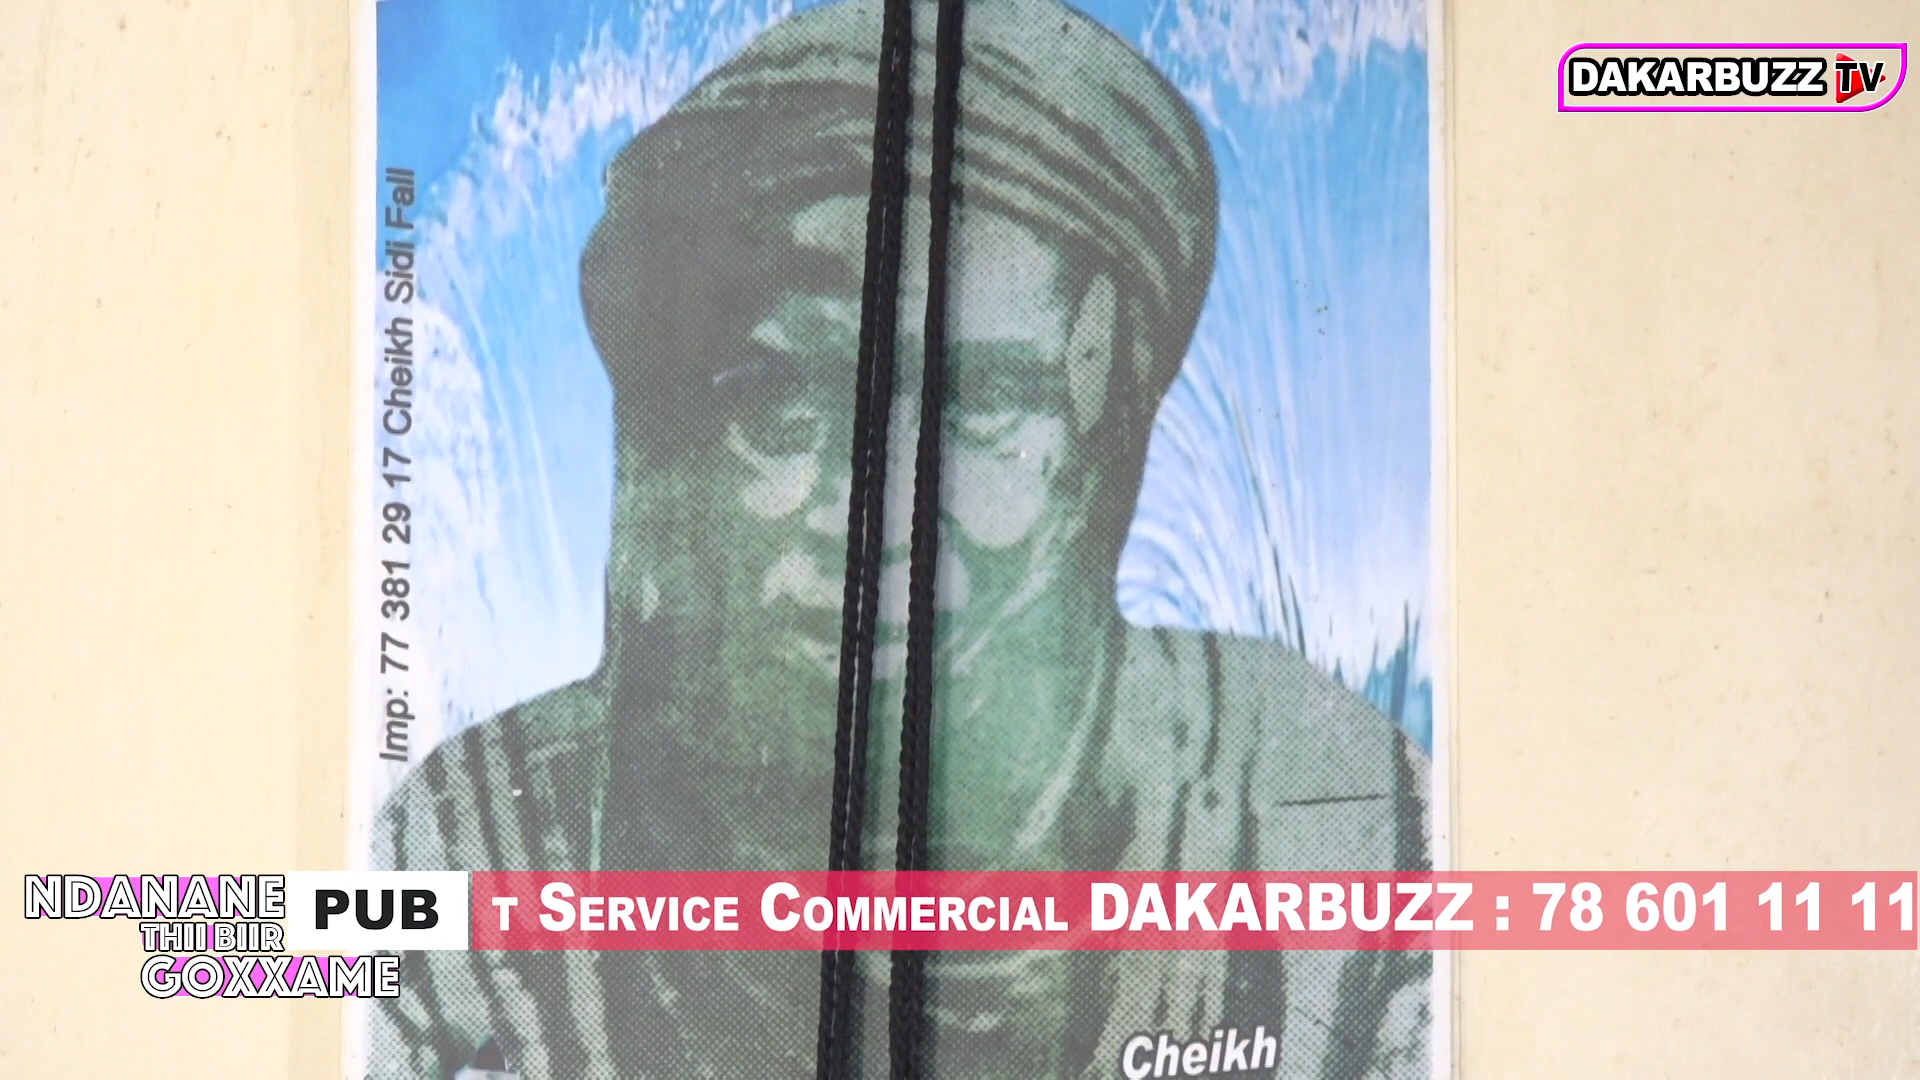 DAKARBUZZ TV
Imp: 77 381 29 17 Cheikh Sidi Fall
NDANANE
THII BIIR
GOXXAME
PUB
T SERVICE COMMERCIAL DAKARBUZZ : 78 601 11 11
Cheikh